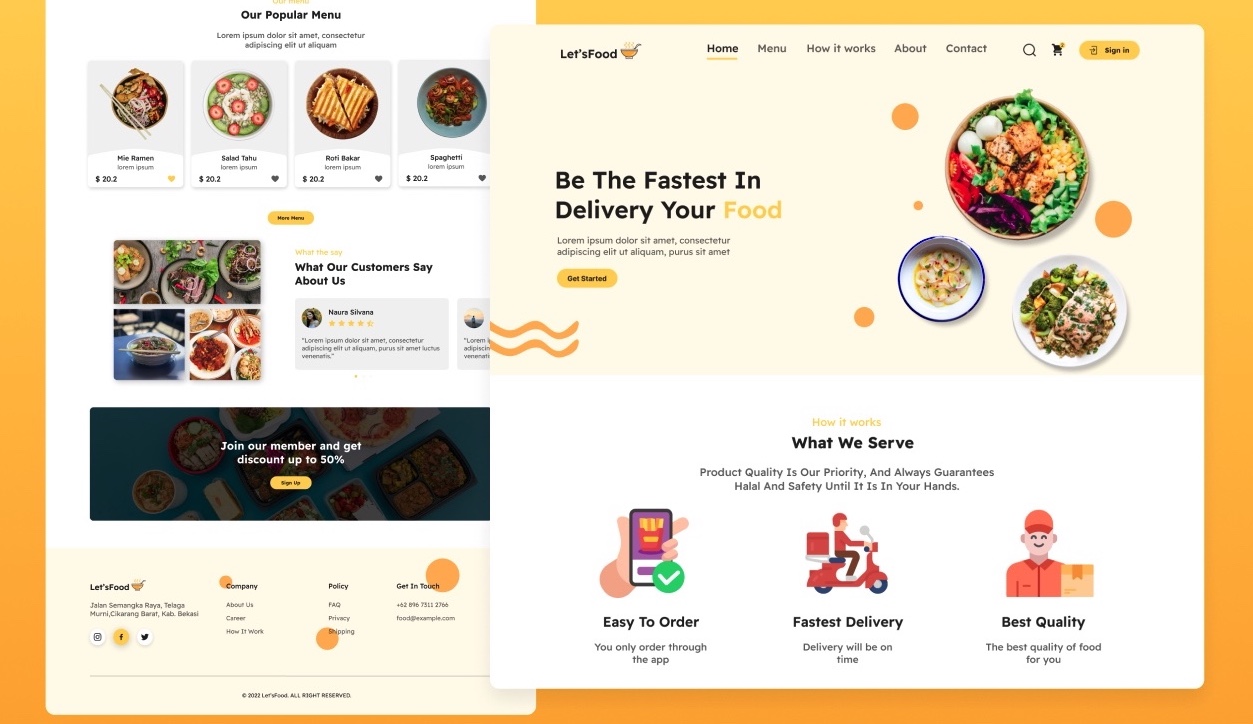 Our menu
Our Popular Menu
Lorem ipsum dolor sit amet, consectetur
adipiscing elit ut aliquam
Mie Ramen
lorem ipsum
$ 20.2
Salad Tahu
lorem ipsum
$ 20.2
Roti Bakar
lorem ipsum
$ 20.2
Spaghetti
lorem ipsum
$ 20.2
More Menu
What the say
What Our Customers Say
About Us
Naura Silvana
“Lorem ipsum dolor sit amet, consectetur
adipiscing elit ut aliquam, purus sit amet luctus
venenatis.”
“Lorem
adipiscin
venenati
Join our member and get
discount up to 50%
Sign Up
Let'sFood
Jalan Semangka Raya, Telaga
Murni,Cikarang Barat, Kab. Bekasi
Company
About Us
Career
How It Work
Policy
FAQ
Privacy
Shipping
Get In Touch
+62 896 7311 2766
food@example.com
© 2022 Let'sFood. ALL RIGHT RESERVED.
Let'sFood
Home
Menu
How it works
About
Contact
Sign in
Be The Fastest In
Delivery Your Food
Lorem ipsum dolor sit amet, consectetur
adipiscing elit ut aliquam, purus sit amet
Get Started
How it works
What We Serve
Product Quality Is Our Priority, And Always Guarantees
Halal And Safety Until It Is In Your Hands.
Easy To Order
You only order through
the app
Fastest Delivery
Delivery will be on
time
Best Quality
The best quality of food
for you